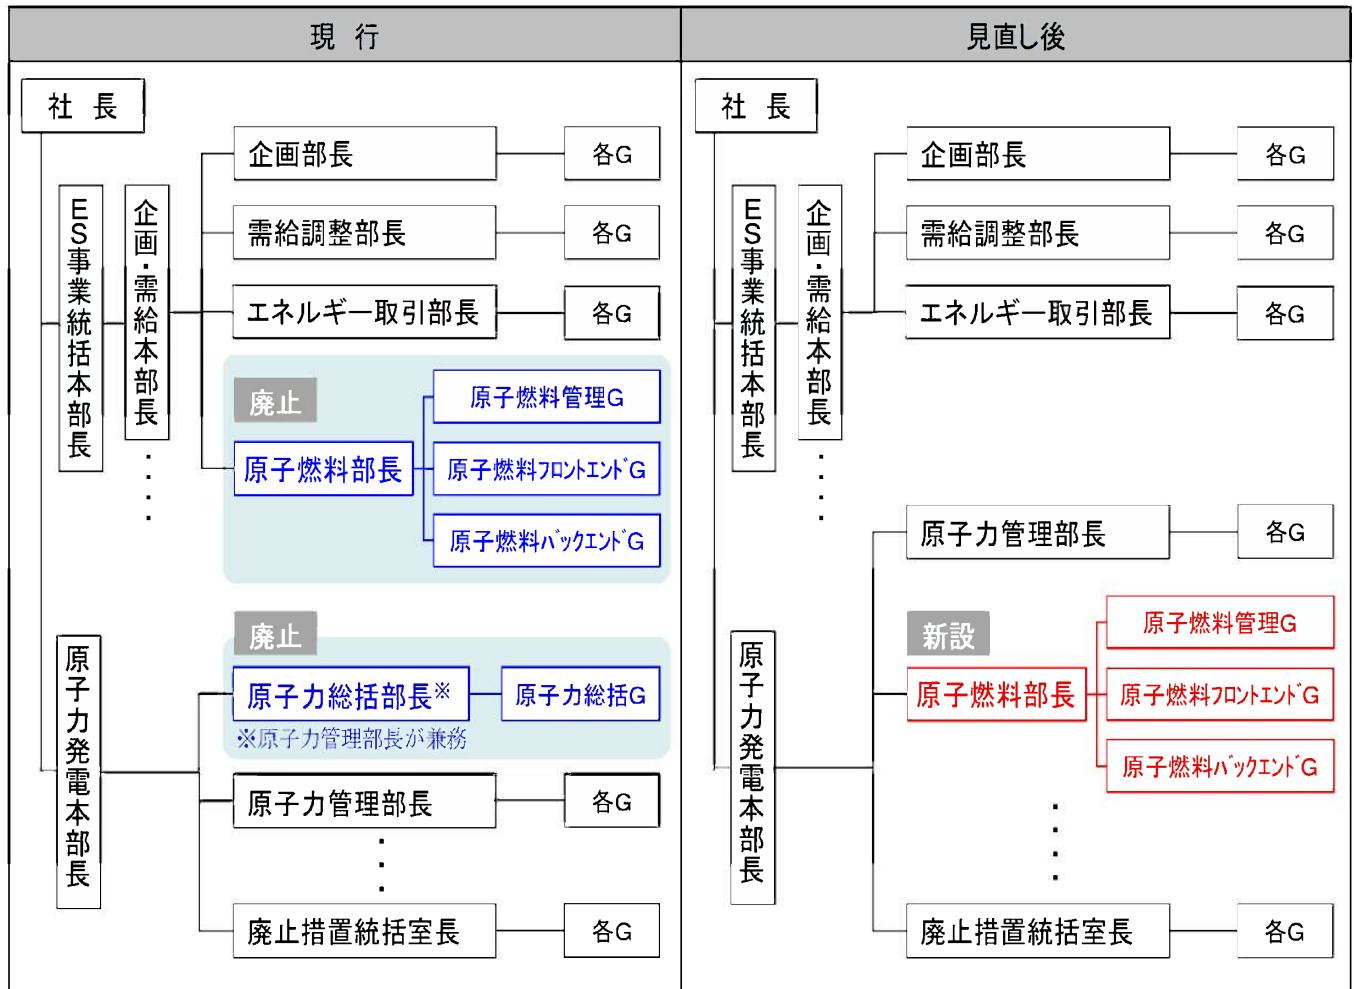 現 行
社 長
企画部長
各G
需給調整部長
各G
エネルギー取引部長
各G
ES事業統括本部長
企画・需給本部長
廃止
原子燃料部長
原子燃料管理G
原子燃料フロントエンドG
原子燃料バックエンドG
原子力発電本部長
廃止
原子力総括部長※
原子力総括G
※原子力管理部長が兼務
原子力管理部長
各G
廃止措置統括室長
各G
見直し後
社 長
企画部長
各G
需給調整部長
各G
エネルギー取引部長
各G
ES事業統括本部長
企画・需給本部長
原子力管理部長
各G
原子力発電本部長
新設
原子燃料部長
原子燃料管理G
原子燃料フロントエンドG
原子燃料バックエンドG
廃止措置統括室長
各G